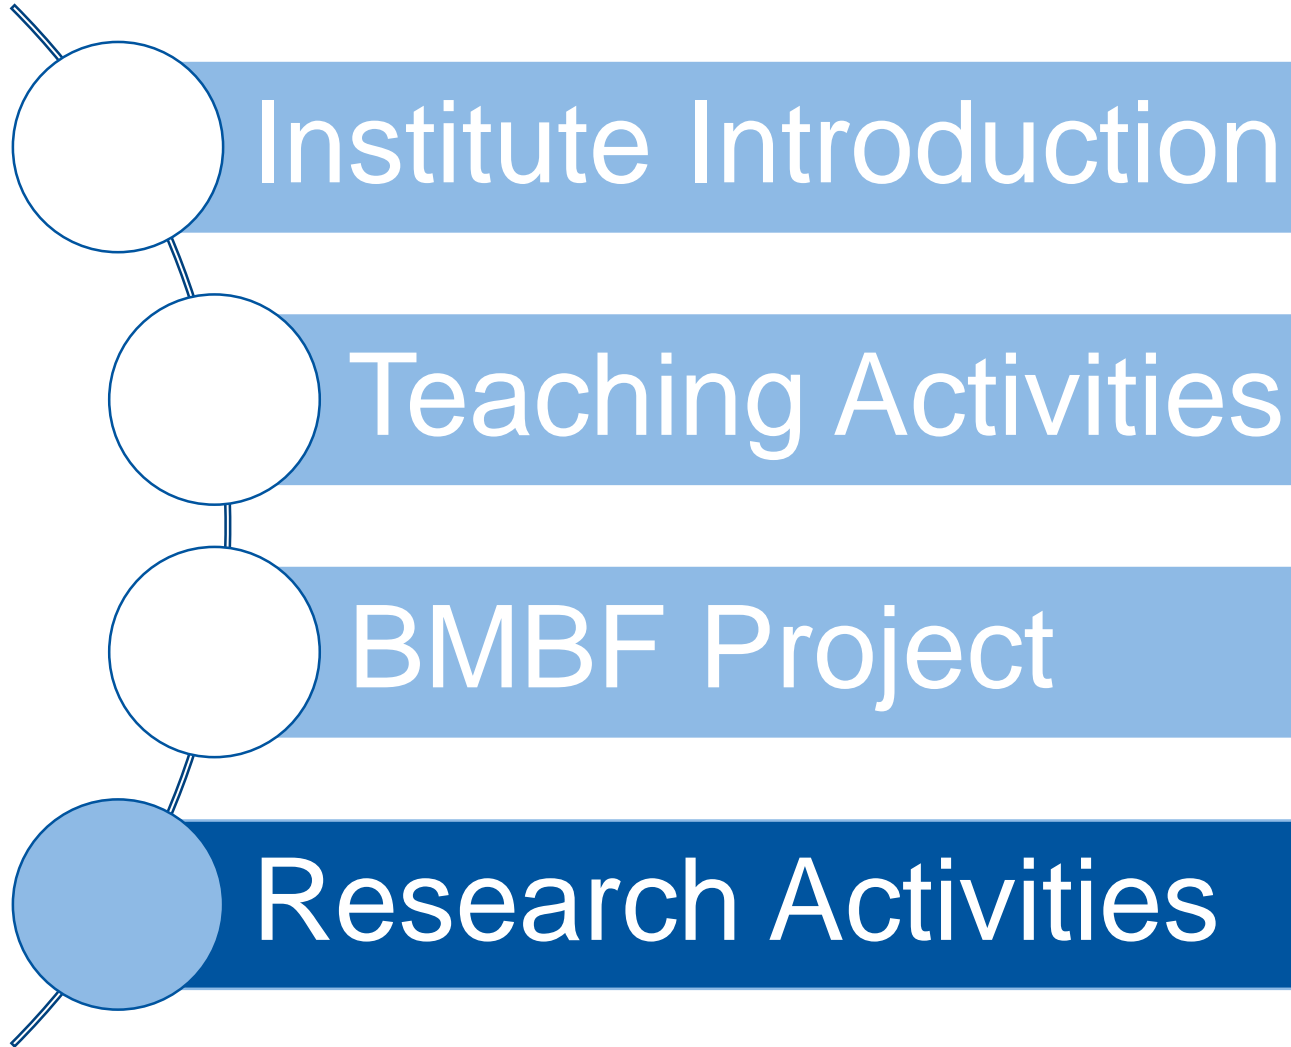 Institute Introduction
Teaching Activities
BMBF Project
Research Activities